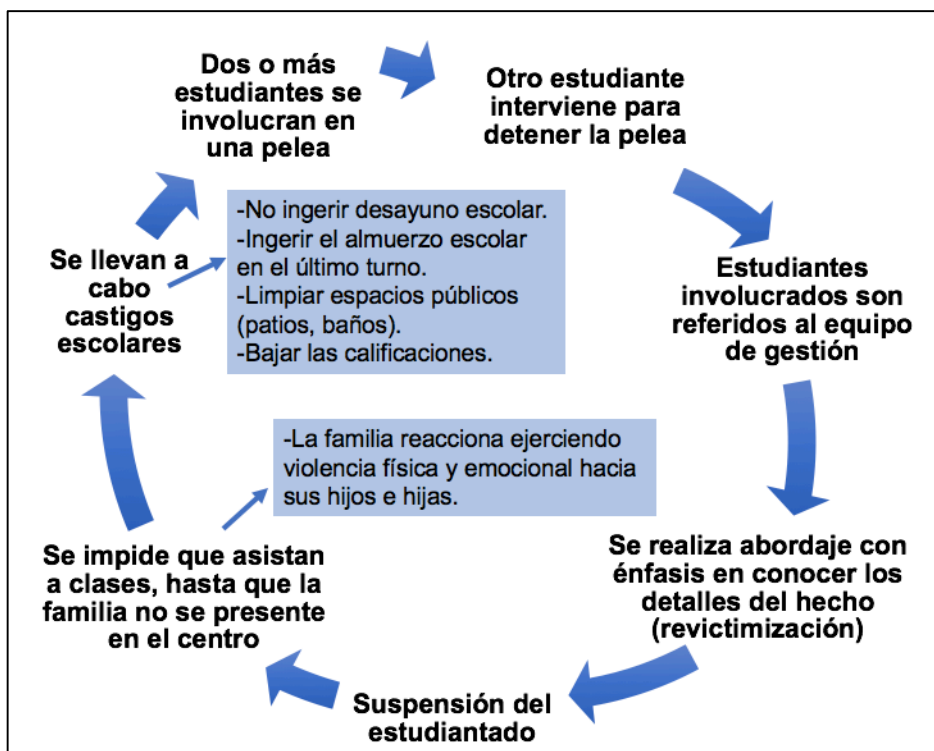 Dos o más
estudiantes se
involucran en
una pelea
Otro estudiante
interviene para
detener la pelea
Estudiantes
involucrados son
referidos al equipo
de gestión
Se realiza abordaje con
énfasis en conocer los
detalles del hecho
(revictimización)
Suspensión del
estudiantado
Se impide que asistan
a clases, hasta que la
familia no se presente
en el centro
-La familia reacciona ejerciendo
violencia física y emocional hacia
sus hijos e hijas.
Se llevan a
cabo
castigos
escolares
-No ingerir desayuno escolar.
-Ingerir el almuerzo escolar
en el último turno.
-Limpiar espacios públicos
(patios, baños).
-Bajar las calificaciones.